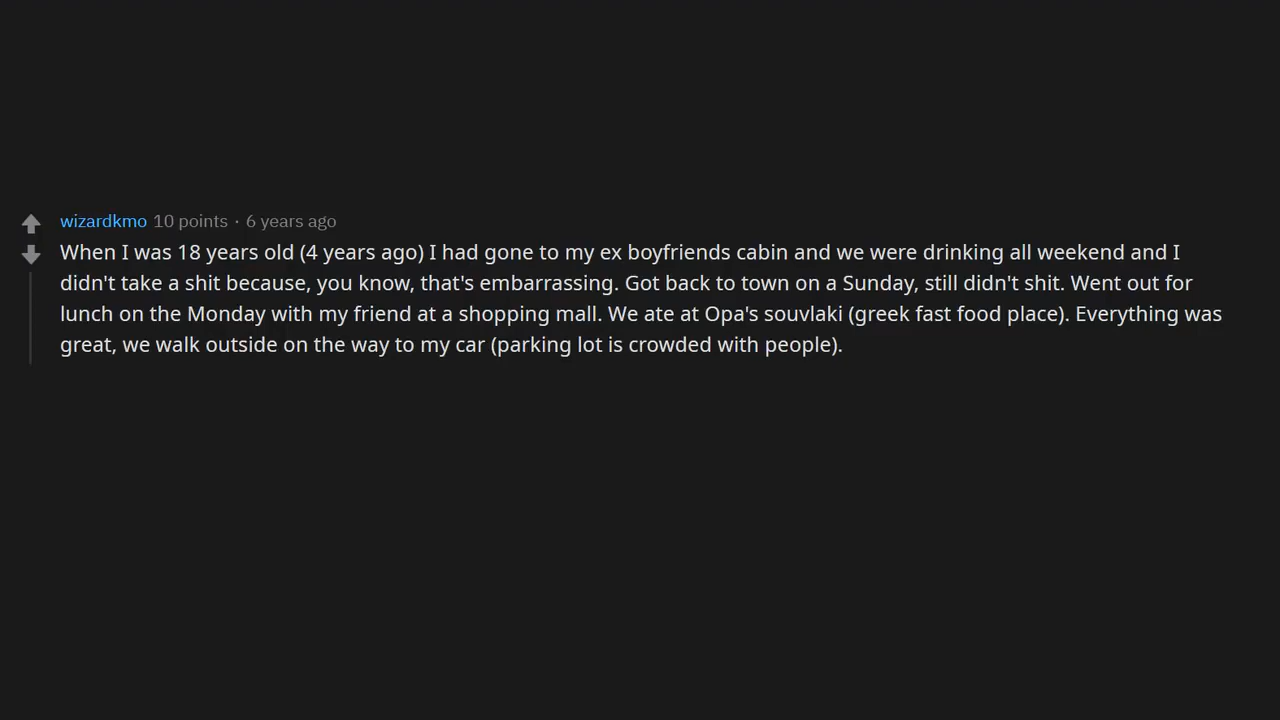 wizardkmo 10 points · 6 years ago
When I was 18 years old (4 years ago) I had gone to my ex boyfriends cabin and we were drinking all weekend and I
didn't take a shit because, you know, that's embarrassing. Got back to town on a Sunday, still didn't shit. Went out for
lunch on the Monday with my friend at a shopping mall. We ate at Opa's souvlaki (greek fast food place). Everything was
great, we walk outside on the way to my car (parking lot is crowded with people).